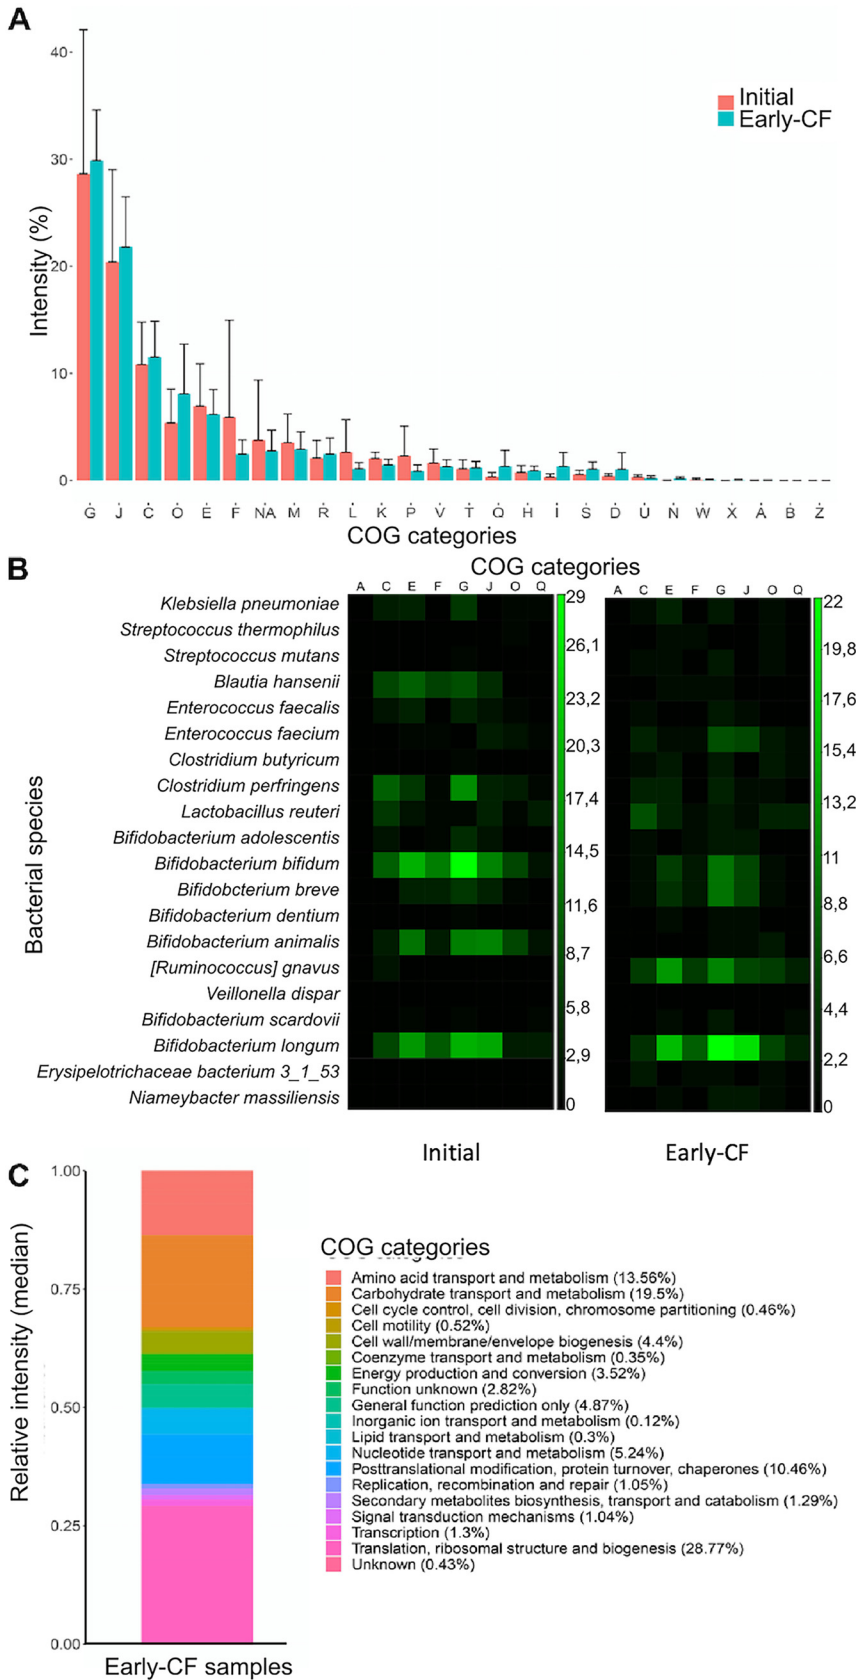 A
Intensity (%)
40
30
20
10
0
Initial
Early-CF
G J C O E F NA M R L K P V T Q H I S D U N W X A B Z
COG categories
B
COG categories
A C E F G J O Q
A C E F G J O Q
Bacterial species
Klebsiella pneumoniae
Streptococcus thermophilus
Streptococcus mutans
Blautia hansenii
Enterococcus faecalis
Enterococcus faecium
Clostridium butyricum
Clostridium perfringens
Lactobacillus reuteri
Bifidobacterium adolescentis
Bifidobacterium bifidum
Bifidobcterium breve
Bifidobacterium dentium
Bifidobacterium animalis
[Ruminococcus] gnavus
Veillonella dispar
Bifidobacterium scardovii
Bifidobacterium longum
Erysipelotrichaceae bacterium 3_1_53
Niameybacter massiliensis
29
26,1
23,2
20,3
17,4
14,5
11,6
8,7
5,8
2,9
0
22
19,8
17,6
15,4
13,2
11
8,8
6,6
4,4
2,2
0
Initial
Early-CF
C
Relative intensity (median)
1.00
0.75
0.50
0.25
0.00
Early-CF samples
COG categories
Amino acid transport and metabolism (13.56%)
Carbohydrate transport and metabolism (19.5%)
Cell cycle control, cell division, chromosome partitioning (0.46%)
Cell motility (0.52%)
Cell wall/membrane/envelope biogenesis (4.4%)
Coenzyme transport and metabolism (0.35%)
Energy production and conversion (3.52%)
Function unknown (2.82%)
General function prediction only (4.87%)
Inorganic ion transport and metabolism (0.12%)
Lipid transport and metabolism (0.3%)
Nucleotide transport and metabolism (5.24%)
Posttranslational modification, protein turnover, chaperones (10.46%)
Replication, recombination and repair (1.05%)
Secondary metabolites biosynthesis, transport and catabolism (1.29%)
Signal transduction mechanisms (1.04%)
Transcription (1.3%)
Translation, ribosomal structure and biogenesis (28.77%)
Unknown (0.43%)